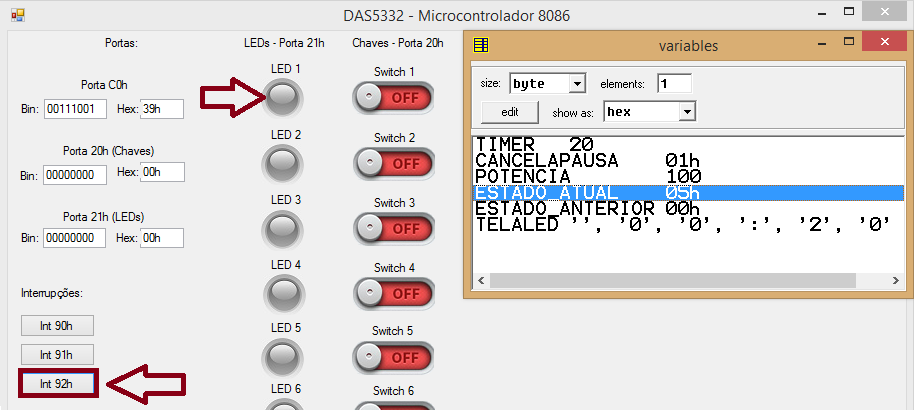 DAS5332 - Microcontrolador 8086
Portas:
Porta C0h
Bin: 00111001 Hex: 39h
Porta 20h (Chaves)
Bin: 00000000 Hex: 00h
Porta 21h (LEDs)
Bin: 00000000 Hex: 00h
Interrupções:
Int 90h
Int 91h
Int 92h
LEDs - Porta 21h
LED 1
LED 2
LED 3
LED 4
LED 5
LED 6
Chaves - Porta 20h
Switch 1
OFF
Switch 2
OFF
Switch 3
OFF
Switch 4
OFF
Switch 5
OFF
Switch 6
variables
size: byte elements: 1
edit show as: hex
TIMER 20
CANCELAPAUSA 01h
POTENCIA 100
ESTADO_ATUAL 05h
ESTADO_ANTERIOR 00h
TELALED '', '0', '0', ':', '2', '0'